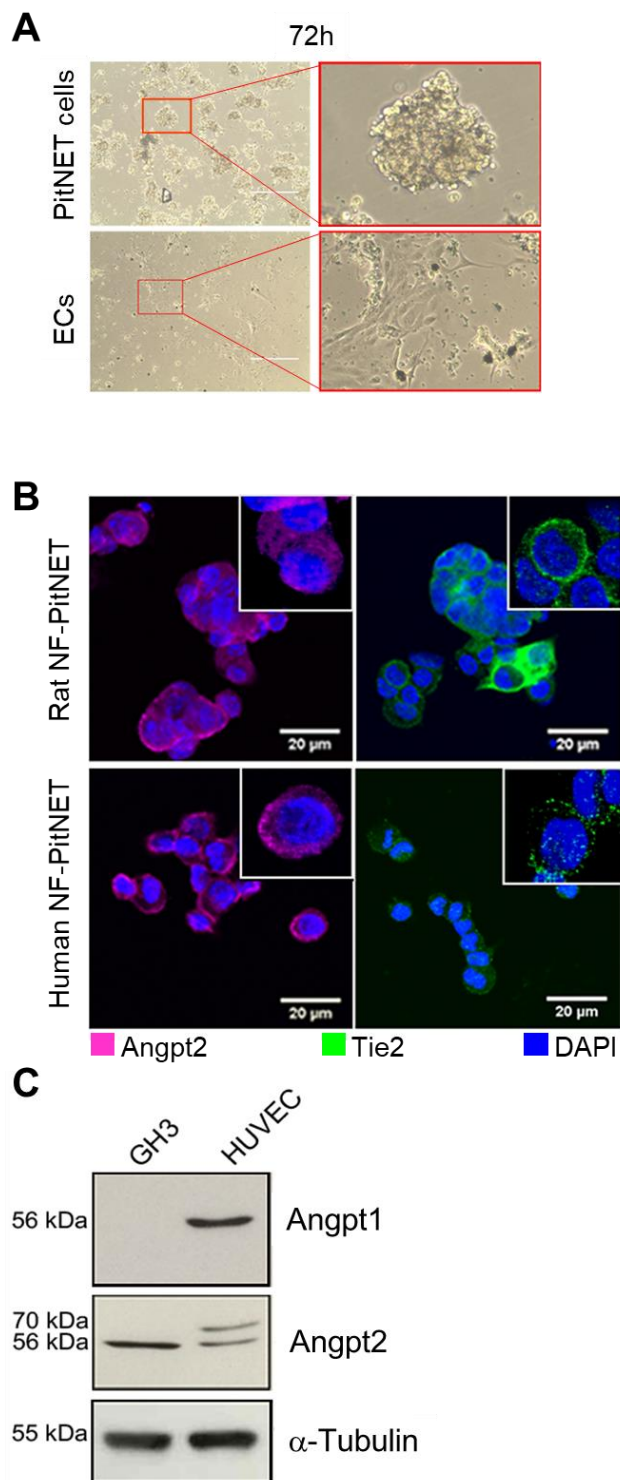 A
72h
PitNET cells
ECs
B
Rat NF-PitNET
20 µm
20 µm
Human NF-PitNET
20 µm
20 µm
Angpt2 Tie2 DAPI
C
GH3 HUVEC
56 kDa Angpt1
70 kDa
56 kDa Angpt2
55 kDa α-Tubulin